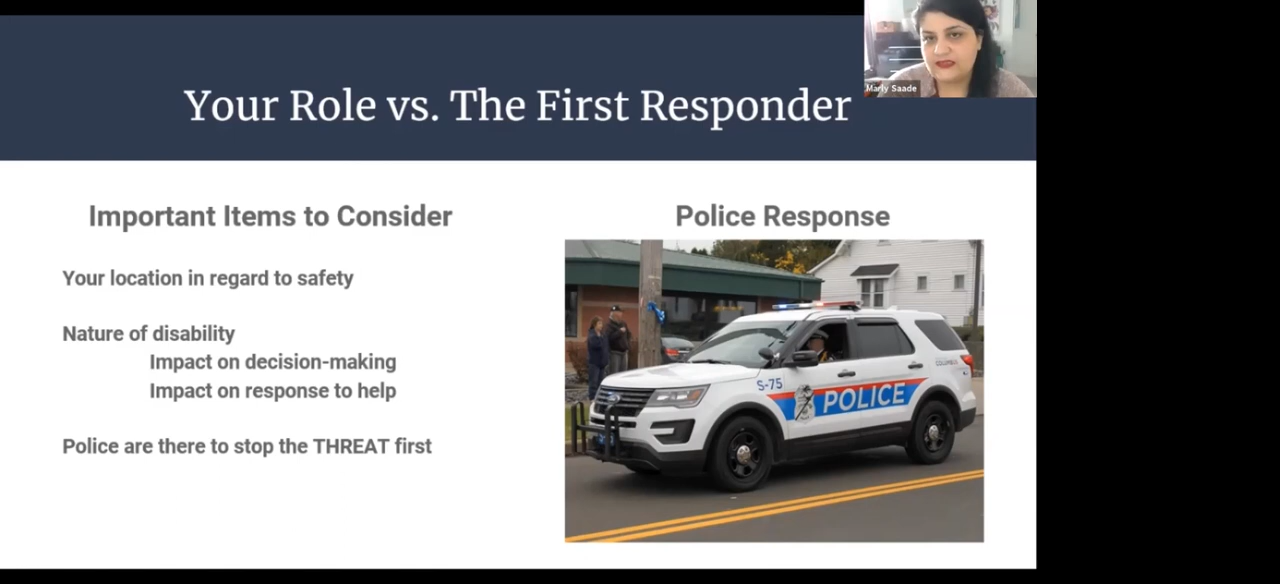 Your Role vs. The First Responder
Marly Saade
Important Items to Consider
Your location in regard to safety
Nature of disability
Impact on decision-making
Impact on response to help
Police are there to stop the THREAT first
Police Response
S-75
POLICE
COLUMBUS